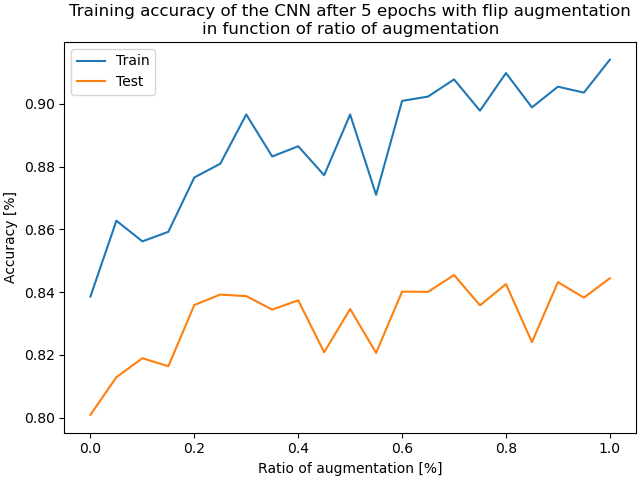 Training accuracy of the CNN after 5 epochs with flip augmentation
in function of ratio of augmentation
Train
Test
0.90
0.88
0.86
0.84
0.82
0.80
Accuracy [%]
0.0 0.2 0.4 0.6 0.8 1.0
Ratio of augmentation [%]